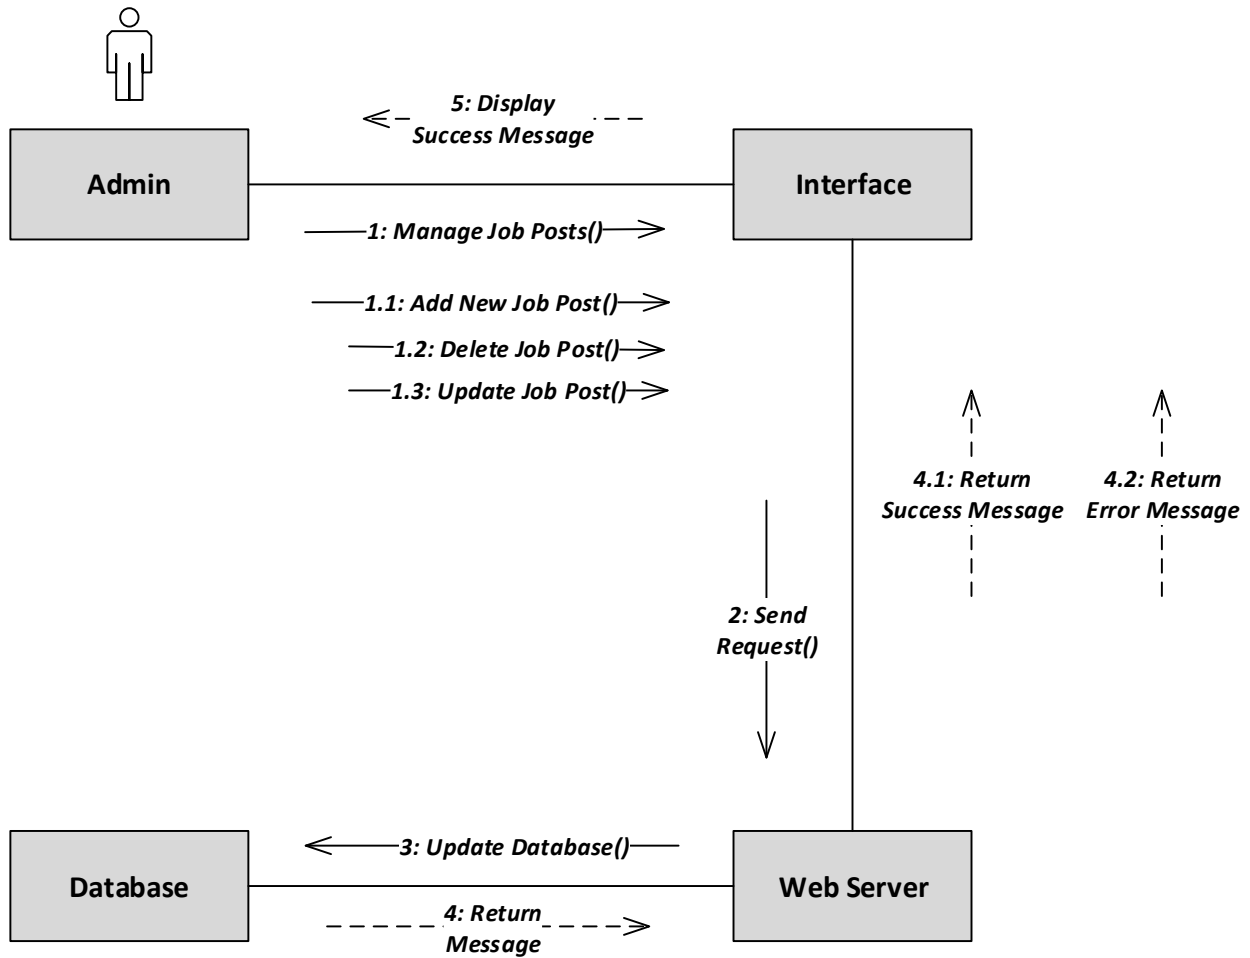 5: Display
Success Message
Admin
Interface
1: Manage Job Posts()
1.1: Add New Job Post()
1.2: Delete Job Post()
1.3: Update Job Post()
4.1: Return
Success Message
4.2: Return
Error Message
2: Send
Request()
3: Update Database()
Database
Web Server
4: Return
Message